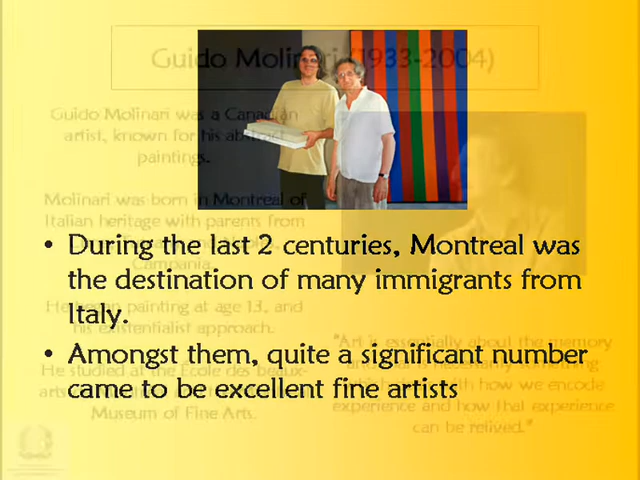 Guido Molinari (1933-2004)
Guido Molinari was a Canadian
artist, known for his abstract
paintings.
Molinari was born in Montreal of
Italian heritage with parents from
Campania.
He began painting at age 13, and
his existentialist approach.
He studied at the Ecole des beaux-
arts
Museum of Fine Arts.
• During the last 2 centuries, Montreal was
the destination of many immigrants from
Italy.
• Amongst them, quite a significant number
came to be excellent fine artists
"Art is essentially about the memory
something
with how we encode
experience and how that experience
can be relived."